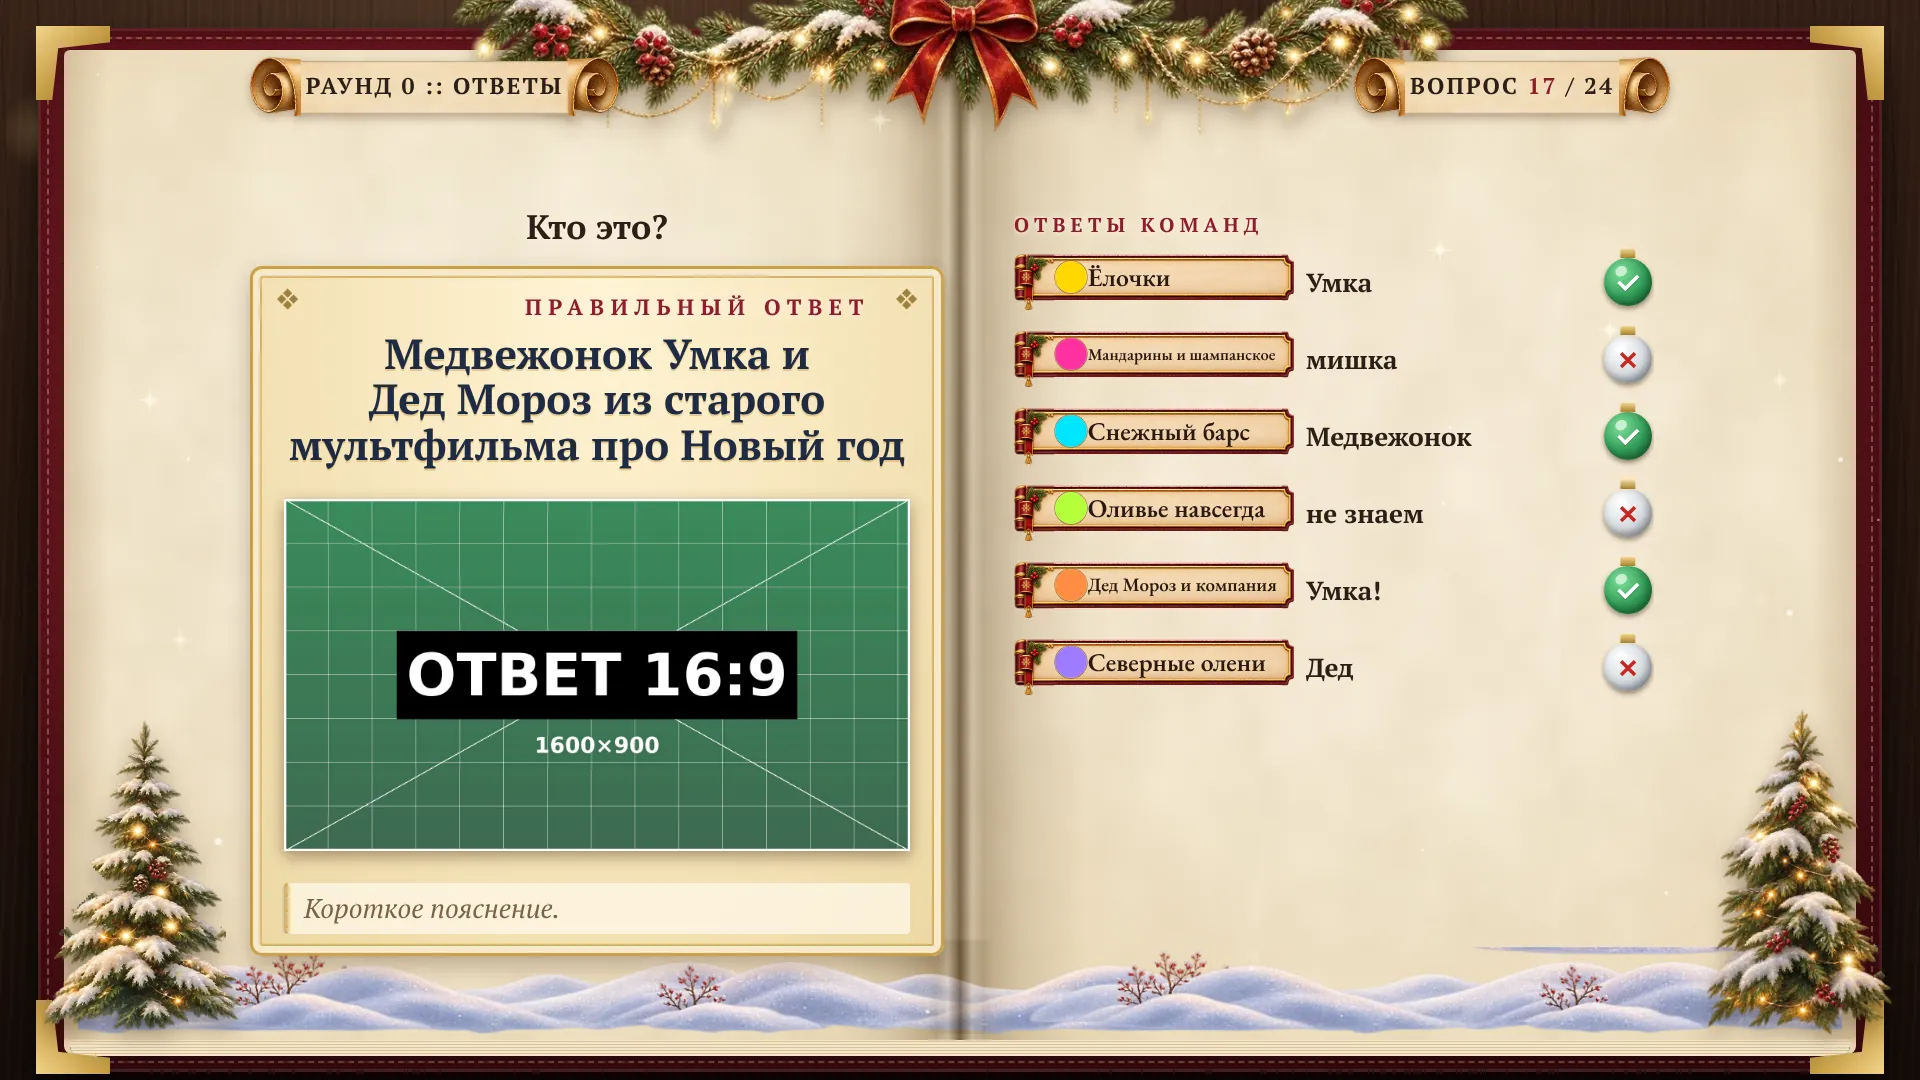 РАУНД 0 :: ОТВЕТЫ
ВОПРОС 17 / 24
Кто это?
ПРАВИЛЬНЫЙ ОТВЕТ
Медвежонок Умка и
Дед Мороз из старого
мультфильма про Новый год
ОТВЕТ 16:9
1600×900
Короткое пояснение.
ОТВЕТЫ КОМАНД
Ёлочки Умка
Мандарины и шампанское мишка
Снежный барс Медвежонок
Оливье навсегда не знаем
Дед Мороз и компания Умка!
Северные олени Дед